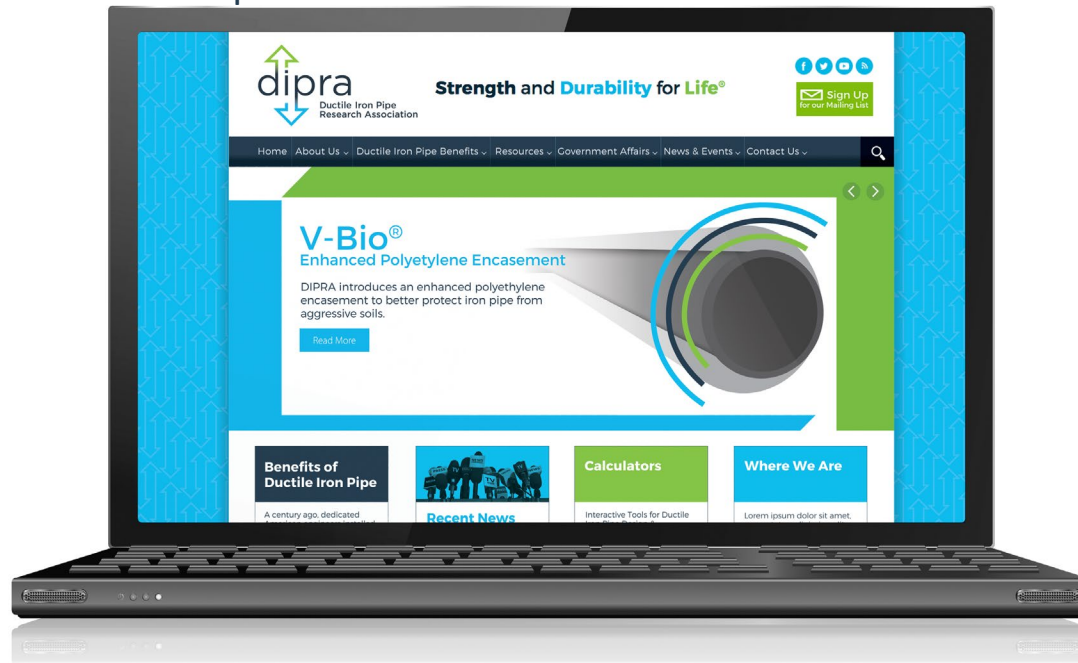 dipra
Ductile Iron Pipe
Research Association
Strength and Durability for Life®
Sign Up
for our Mailing List
Home About Us Ductile Iron Pipe Benefits Resources Government Affairs News & Events Contact Us
V-Bio®
Enhanced Polyetylene Encasement
DIPRA introduces an enhanced polyethylene
encasement to better protect iron pipe from
aggressive soils.
Read More
Benefits of
Ductile Iron Pipe
A century ago, dedicated
TV
TV
Recent News
Calculators
Interactive Tools for Ductile
Where We Are
Lorem ipsum dolor sit amet.